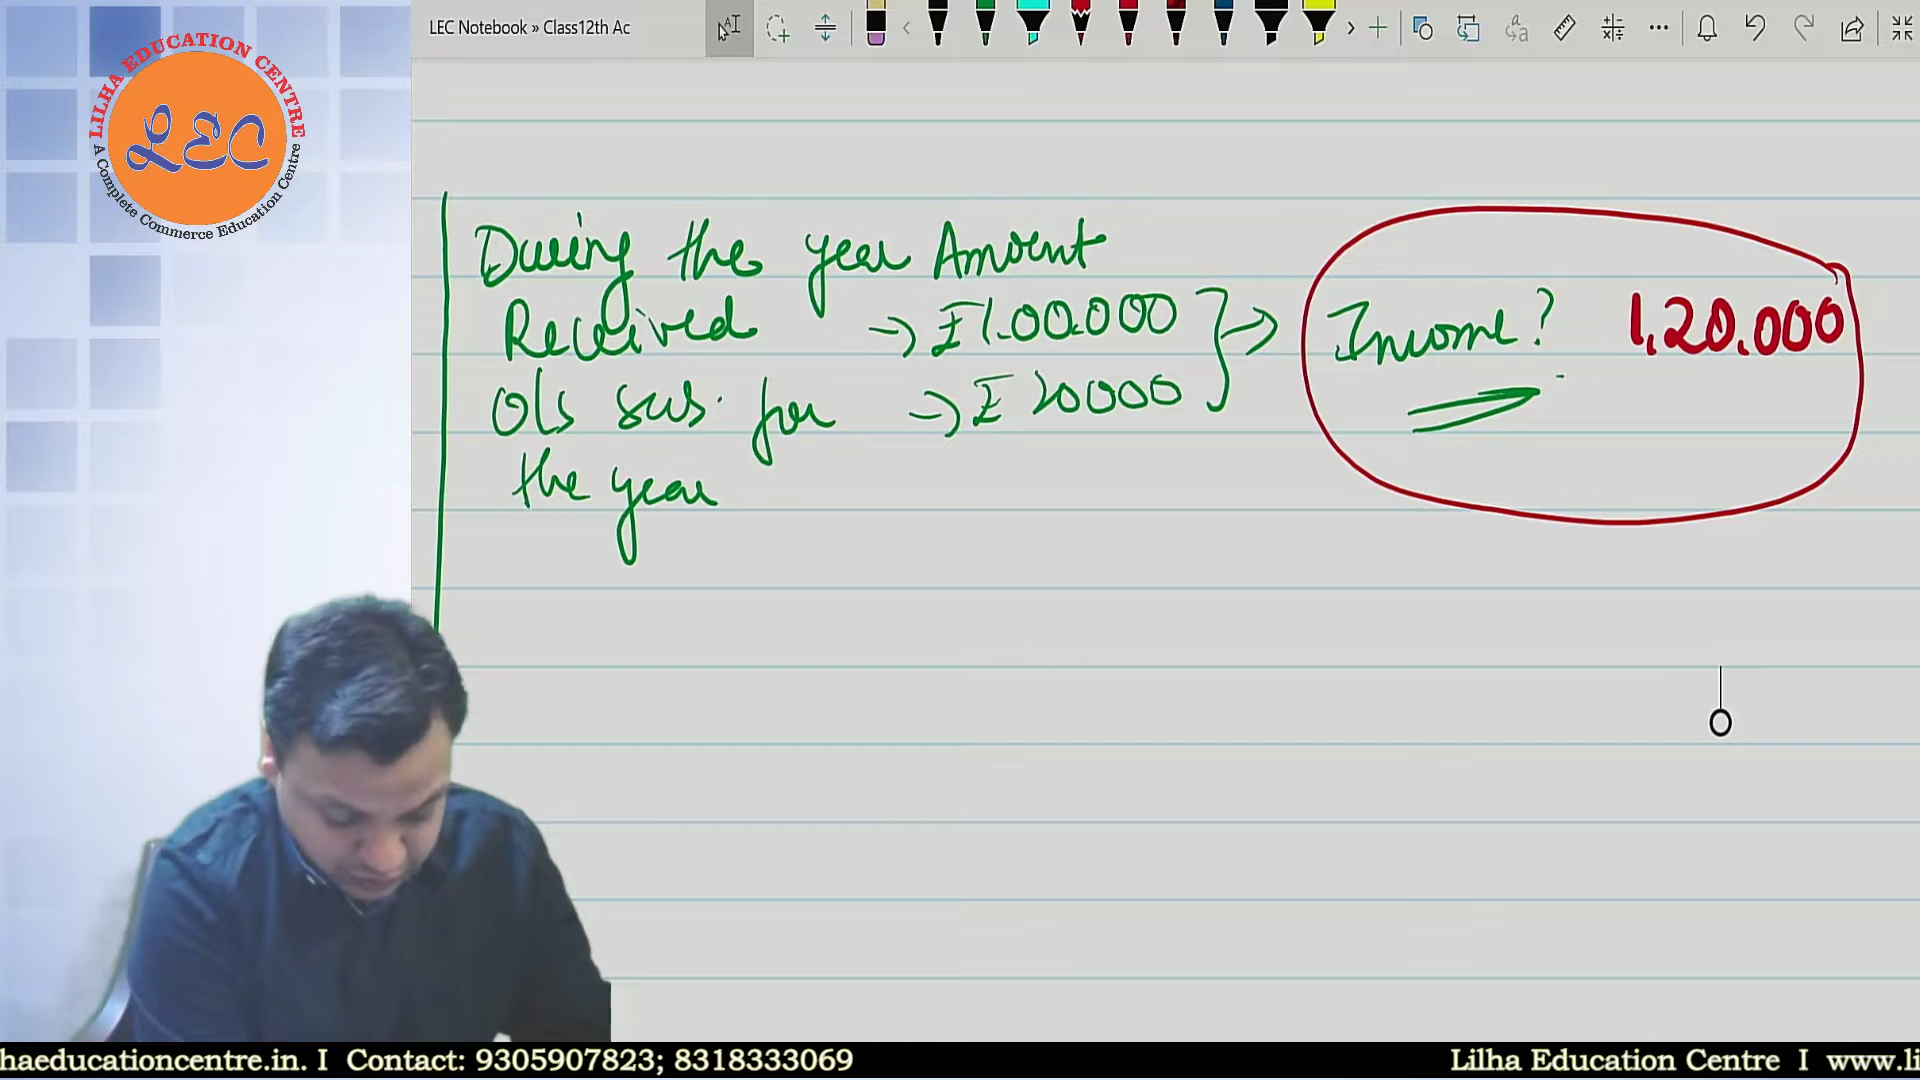 LILHA EDUCATION CENTRE
LEC
A Complete Commerce Education Centre
LEC Notebook » Class12th Ac
During the year Amount
Received → ₹1.00.000
O/s sub. for → ₹ 20000
the year
→ Income? 1,20.000
haeducationcentre.in. I Contact: 9305907823; 8318333069
Lilha Education Centre I www.li